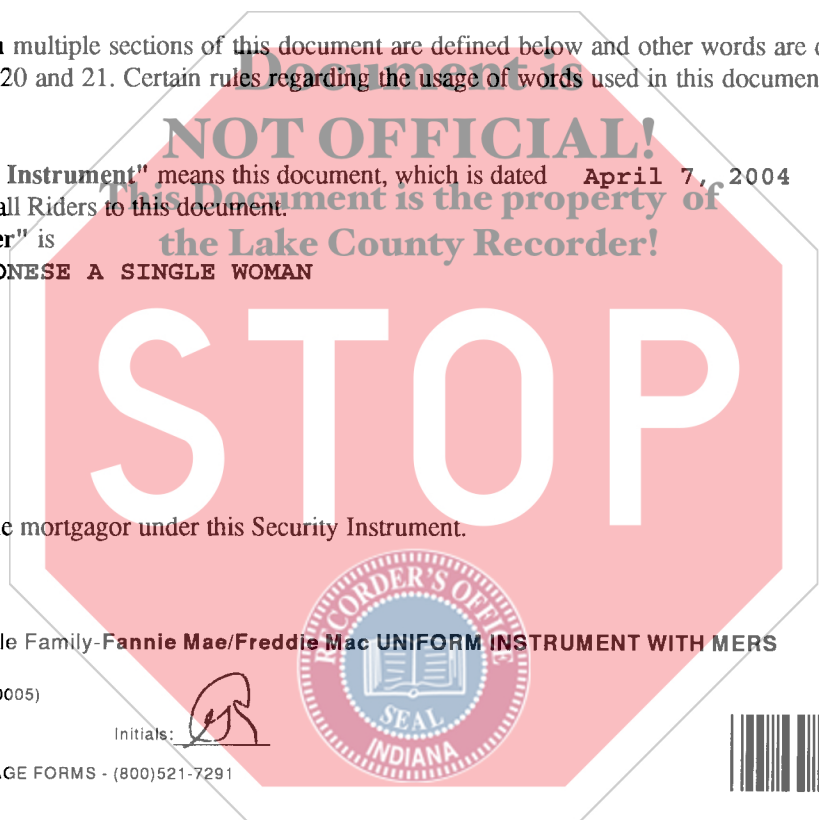 multiple sections of this document are defined below and other words are
Document is
20 and 21. Certain rules regarding the usage of words used in this documen
NOT OFFICIAL!
Instrument" means this document, which is dated April 7, 2004
This Document is the property of
all Riders to this document.
er" is
the Lake County Recorder!
ONESE A SINGLE WOMAN
STOP
e mortgagor under this Security Instrument.
RECORDER'S OFFICE
le Family-Fannie Mae/Freddie Mac UNIFORM INSTRUMENT WITH MERS
0005)
SEAL
Initials:
INDIANA
GE FORMS - (800)521-7291